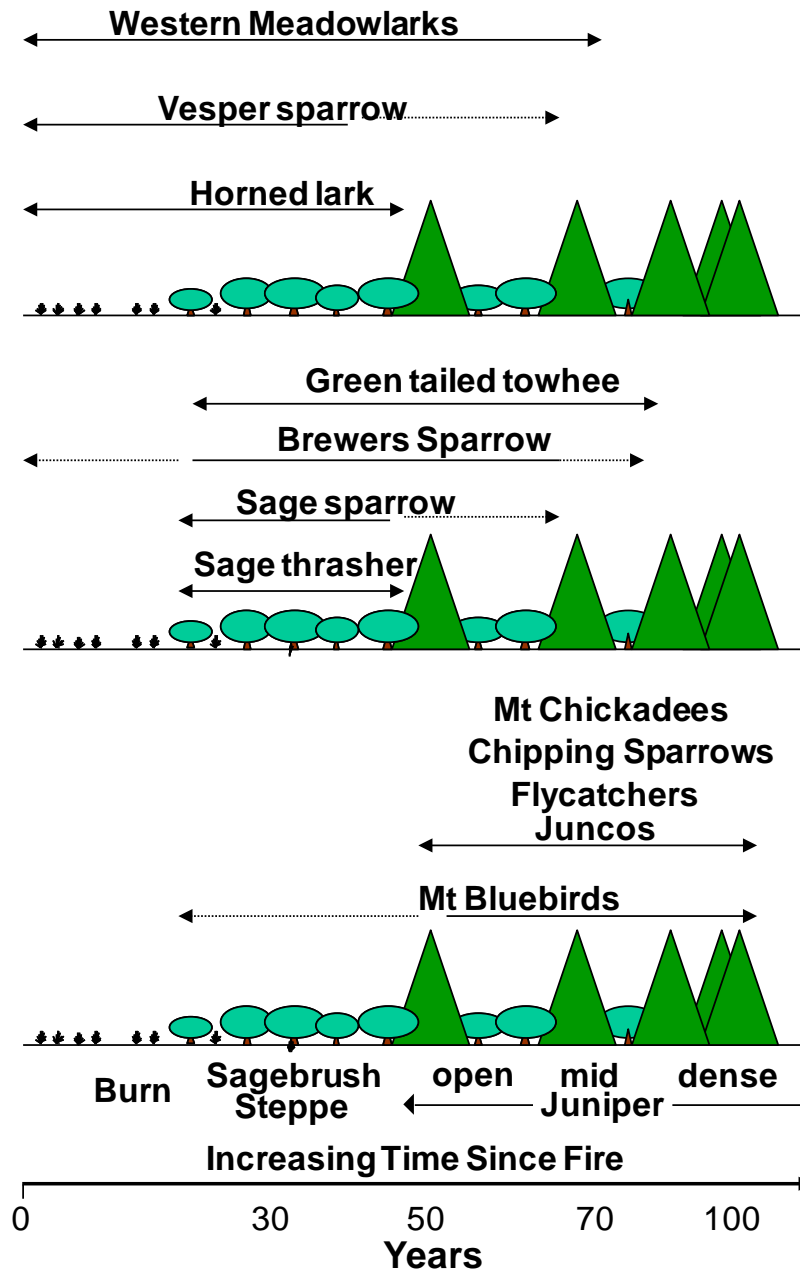 Western Meadowlarks
Vesper sparrow
Horned lark
Green tailed towhee
Brewers Sparrow
Sage sparrow
Sage thrasher
Mt Chickadees
Chipping Sparrows
Flycatchers
Juncos
Mt Bluebirds
Burn
Sagebrush
Steppe
open
mid
dense
Juniper
Increasing Time Since Fire
0 30 50 70 100
Years